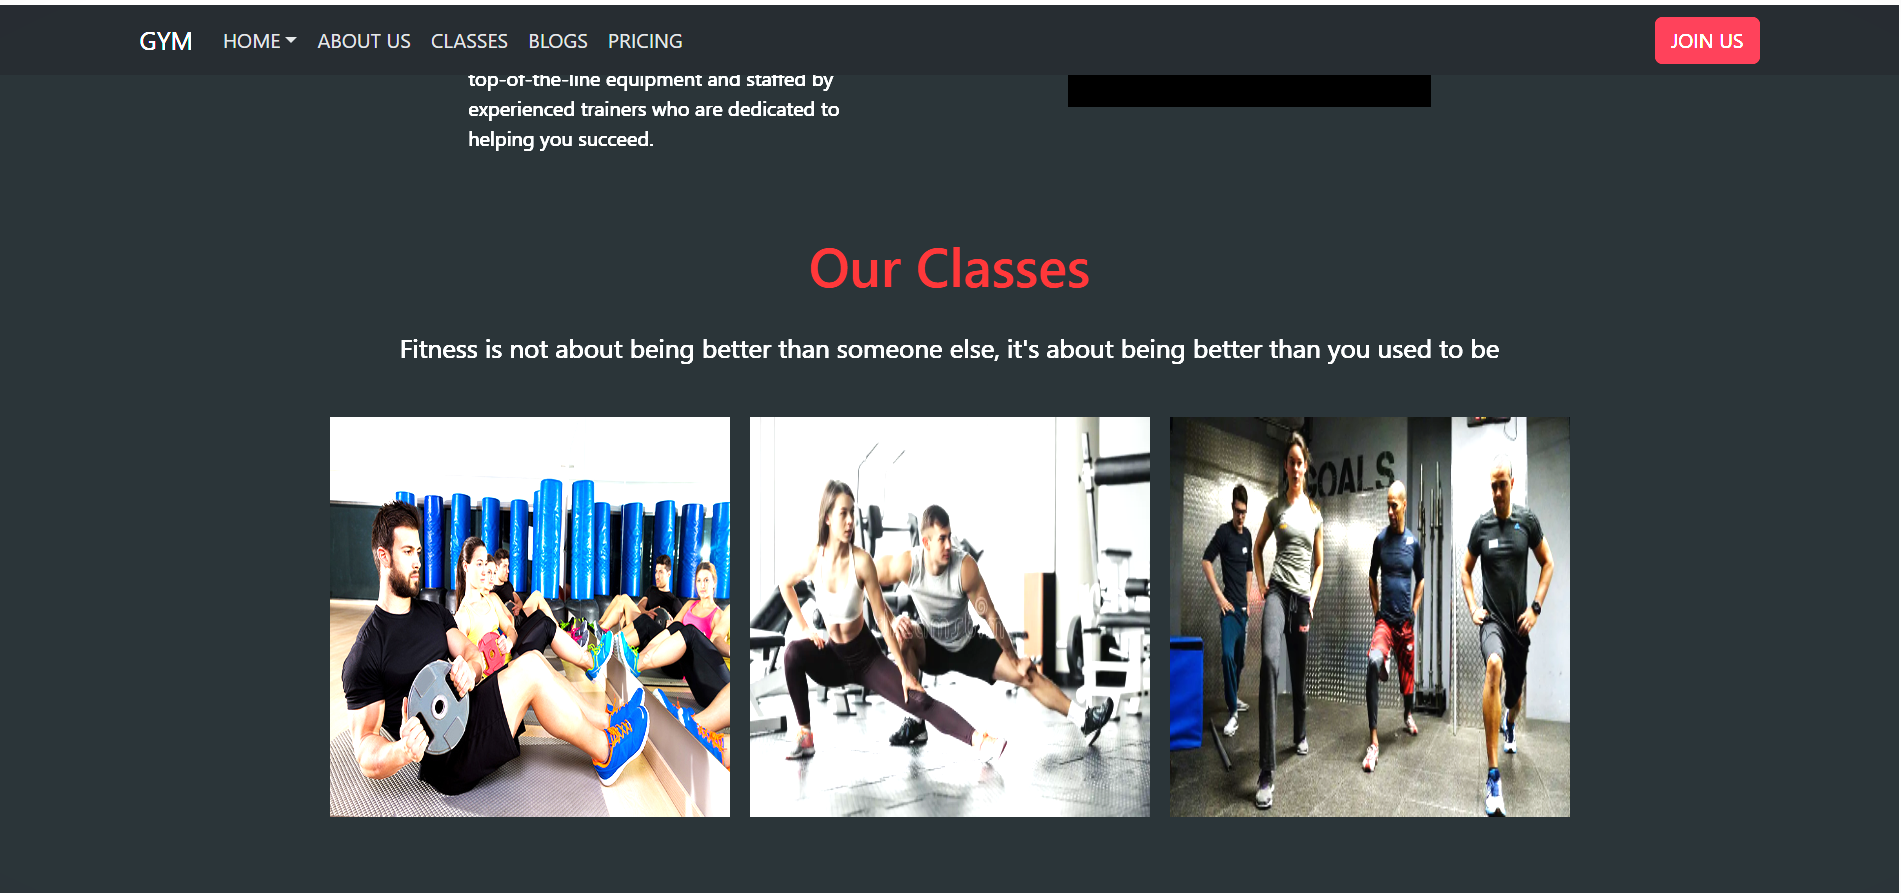 GYM HOME ABOUT US CLASSES BLOGS PRICING JOIN US
top-of-the-line equipment and staffed by
experienced trainers who are dedicated to
helping you succeed.
Our Classes
Fitness is not about being better than someone else, it's about being better than you used to be
GOALS